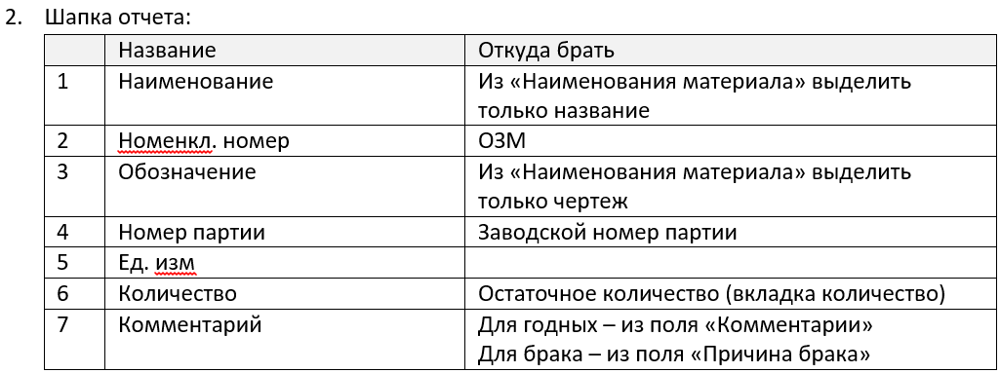 2. Шапка отчета:
Название Откуда брать
1 Наименование Из «Наименования материала» выделить
только название
2 Номенкл. номер ОЗМ
3 Обозначение Из «Наименования материала» выделить
только чертеж
4 Номер партии Заводской номер партии
5 Ед. изм
6 Количество Остаточное количество (вкладка количество)
7 Комментарий Для годных – из поля «Комментарии»
Для брака – из поля «Причина брака»